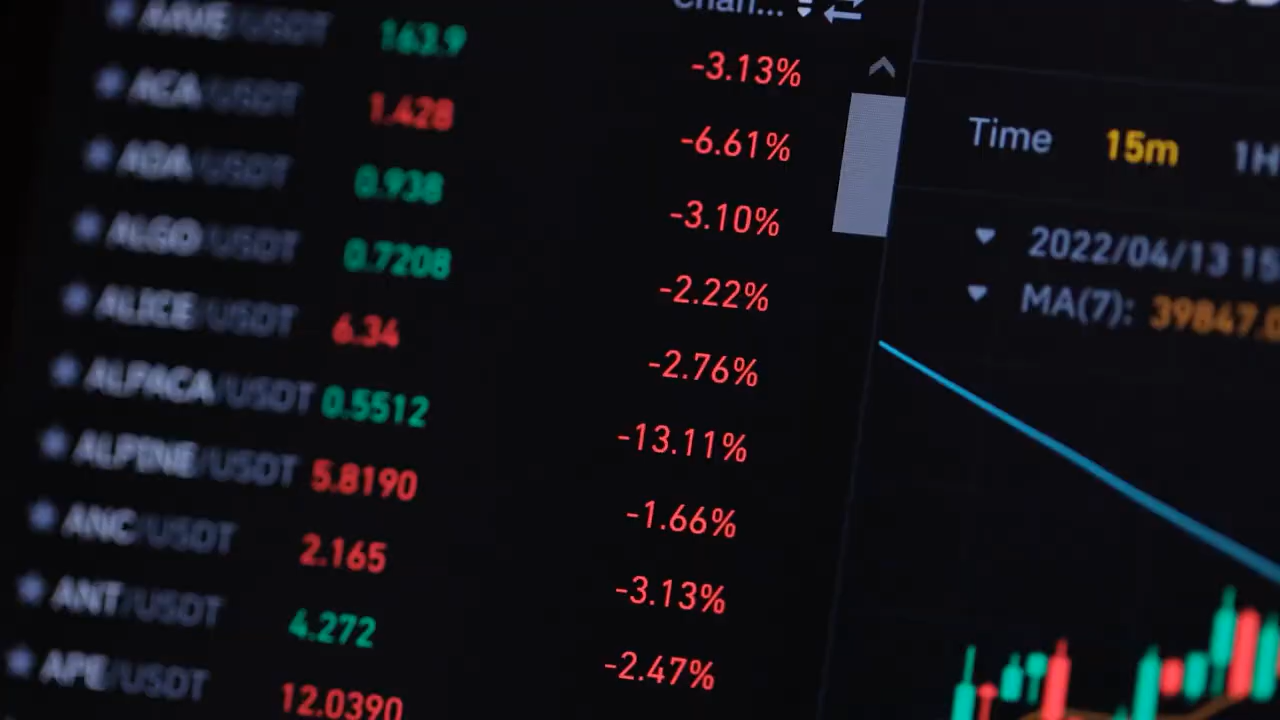 Chan...
AAVE/USDT 163.9 -3.13%
ACA/USDT 1.428 -6.61%
ADA/USDT 0.938 -3.10%
ALGO/USDT 0.7208 -2.22%
ALICE/USDT 6.34 -2.76%
ALPACA/USDT 0.5512 -13.11%
ALPINE/USDT 5.8190 -1.66%
ANC/USDT 2.165 -3.13%
ANT/USDT 4.272 -2.47%
APE/USDT 12.0390
Time 15m 1H
2022/04/13 15
MA(7): 39847.0